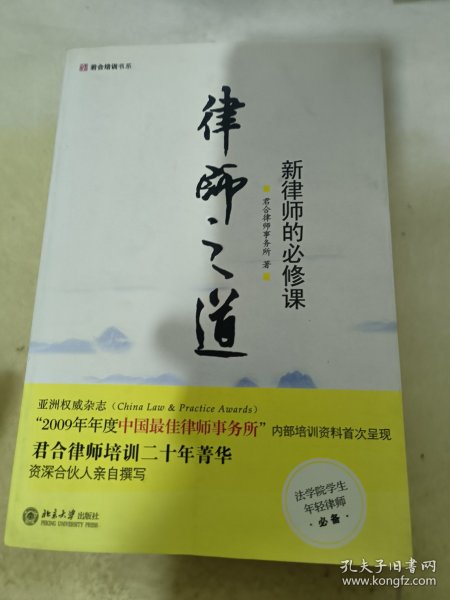 君合培训书系
律师之道
新律师的必修课
君合律师事务所 著
亚洲权威杂志（China Law & Practice Awards）
“2009年年度中国最佳律师事务所”内部培训资料首次呈现
君合律师培训二十年菁华
资深合伙人亲自撰写
法学院学生
年轻律师
·必备·
北京大学出版社
PEKING UNIVERSITY PRESS
孔夫子旧书网
www.kongfz.com